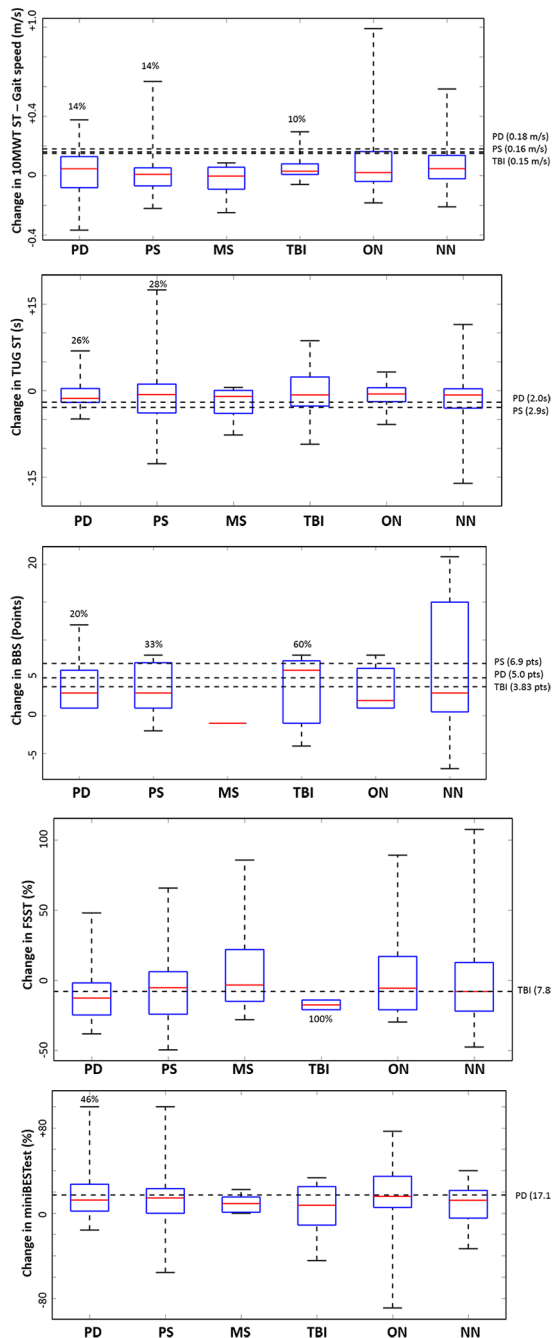 Change in 10MWT ST – Gait speed (m/s)
+1.0
+0.4
0
-0.4
14%
14%
10%
PD (0.18 m/s)
PS (0.16 m/s)
TBI (0.15 m/s)
PD PS MS TBI ON NN
Change in TUG ST (s)
+15
0
-15
26%
28%
PD (2.0s)
PS (2.9s)
PD PS MS TBI ON NN
Change in BBS (Points)
20
5
0
-5
20%
33%
60%
PS (6.9 pts)
PD (5.0 pts)
TBI (3.83 pts)
PD PS MS TBI ON NN
Change in FSST (%)
100
50
0
-50
100%
TBI (7.8
PD PS MS TBI ON NN
Change in miniBESTest (%)
+80
0
-80
46%
PD (17.1
PD PS MS TBI ON NN